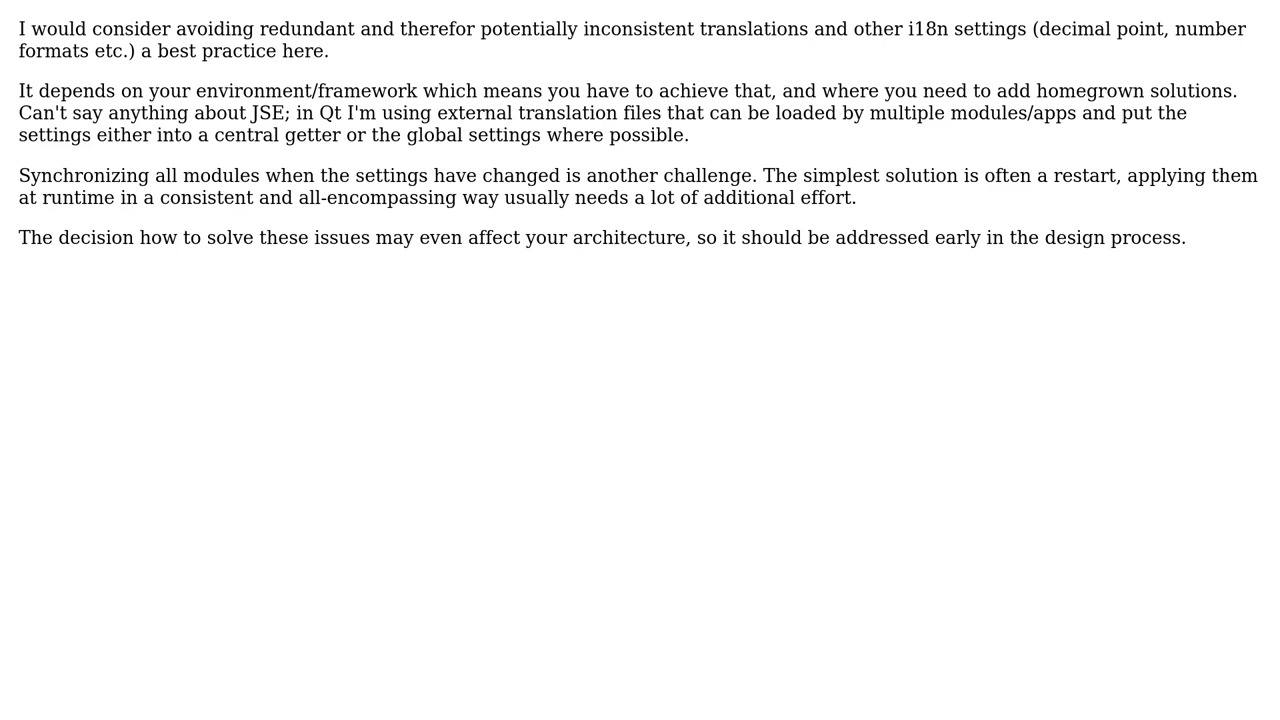 I would consider avoiding redundant and therefor potentially inconsistent translations and other i18n settings (decimal point, number
formats etc.) a best practice here.
It depends on your environment/framework which means you have to achieve that, and where you need to add homegrown solutions.
Can't say anything about JSE; in Qt I'm using external translation files that can be loaded by multiple modules/apps and put the
settings either into a central getter or the global settings where possible.
Synchronizing all modules when the settings have changed is another challenge. The simplest solution is often a restart, applying them
at runtime in a consistent and all-encompassing way usually needs a lot of additional effort.
The decision how to solve these issues may even affect your architecture, so it should be addressed early in the design process.